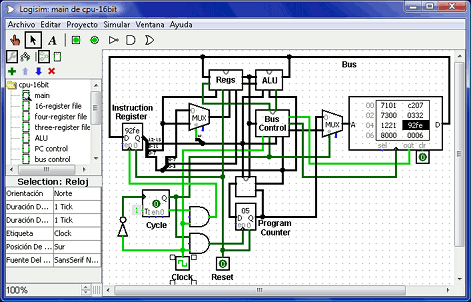 Logisim: main de cpu-16bit
Archivo Editar Proyecto Simular Ventana Ayuda
A
cpu-16bit
main
16-register file
four-register file
three-register file
ALU
PC control
bus control
Selection: Reloj
Orientación Norte
Duración D... 1 Tick
Duración D... 1 Tick
Etiqueta Clock
Posición De ... Sur
Fuente Del ... SansSerif N...
100%
Bus
Regs
ALU
Instruction
Register
92fe
D Q
MUX
Bus
Control
MUX
A
00 7101 c207
02 7300 0332
04 1221 92fe
06 8000 0006
D
sel out clr
0
Cycle
05
D Q
Program
Counter
Clock
Reset
0